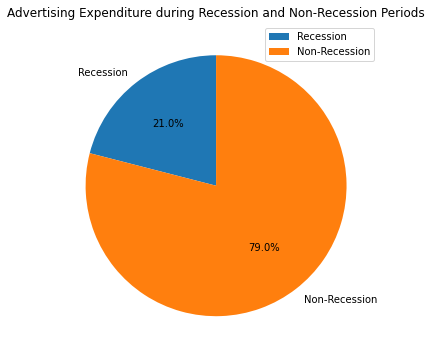 Advertising Expenditure during Recession and Non-Recession Periods
Recession
Non-Recession
Recession
21.0%
79.0%
Non-Recession